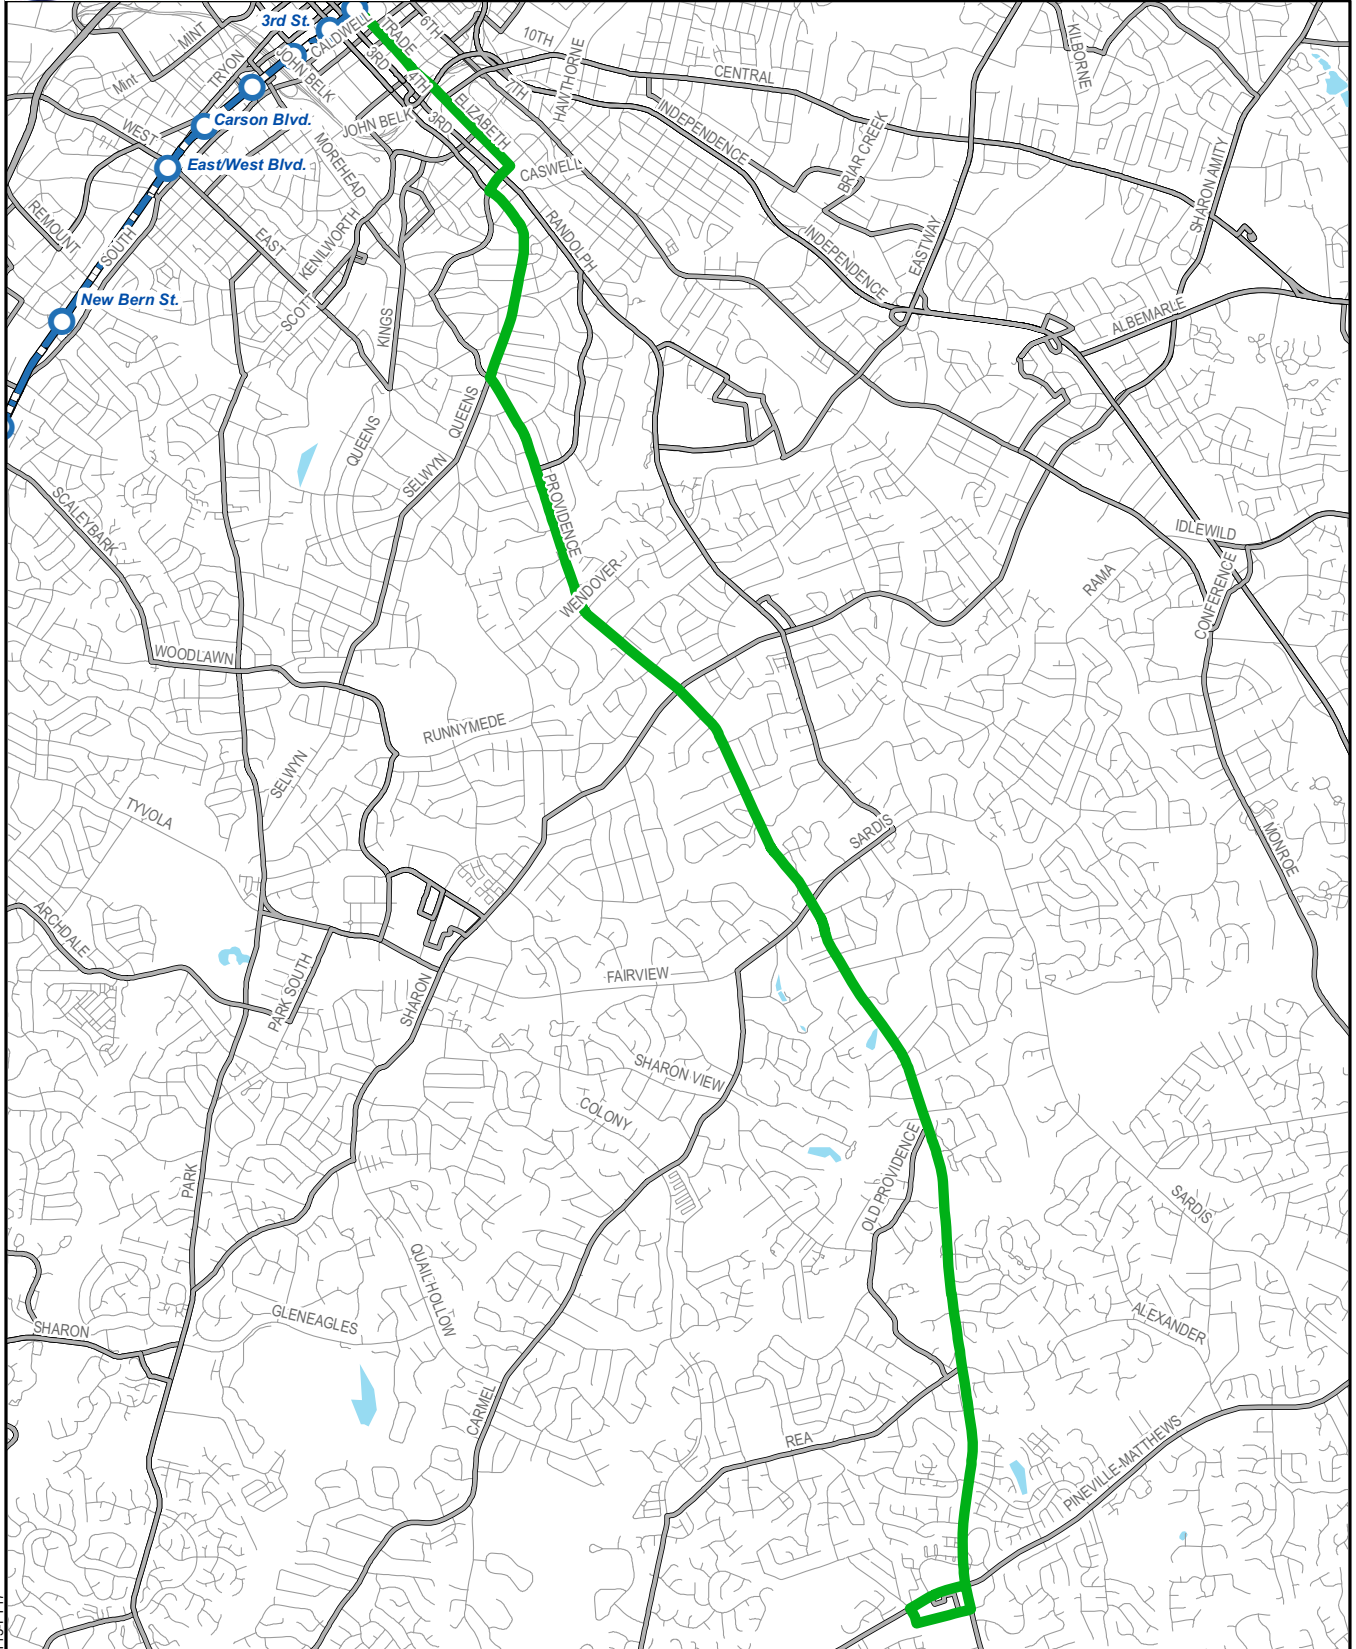 3rd St.
CALDWELL
TRADE
6TH
MINT
10TH
HAWTHORNE
KILBORNE
TRYON
JOHN BELK
3RD
4TH
7TH
CENTRAL
Mint
Carson Blvd.
JOHN BELK
3RD
ELIZABETH
INDEPENDENCE
WEST
East/West Blvd.
MOREHEAD
CASWELL
BRIAR CREEK
SHARON AMITY
REMOUNT
SOUTH
EAST
KENILWORTH
RANDOLPH
INDEPENDENCE
EASTWAY
New Bern St.
SCOTT
KINGS
ALBEMARLE
QUEENS
QUEENS
SELWYN
SCALEYBARK
PROVIDENCE
IDLEWILD
WENDOVER
RAMA
CONFERENCE
WOODLAWN
RUNNYMEDE
SELWYN
TYVOLA
SARDIS
MONROE
ARCHDALE
PARK SOUTH
SHARON
FAIRVIEW
SHARON VIEW
COLONY
PARK
OLD PROVIDENCE
SARDIS
QUAIL HOLLOW
GLENEAGLES
SHARON
ALEXANDER
CARMEL
REA
PINEVILLE-MATTHEWS